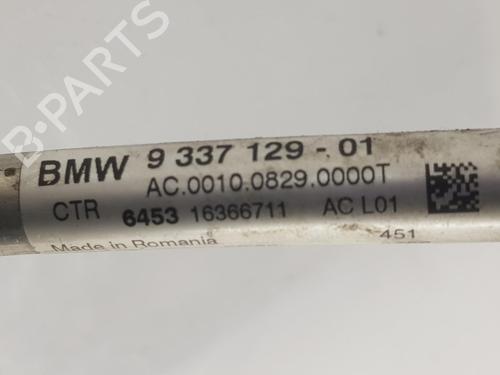 B-PARTS
BMW 9 337 129 - 01
AC.0010.0829.0000T
CTR 6453 16366711 AC L01
Made in Romania
451